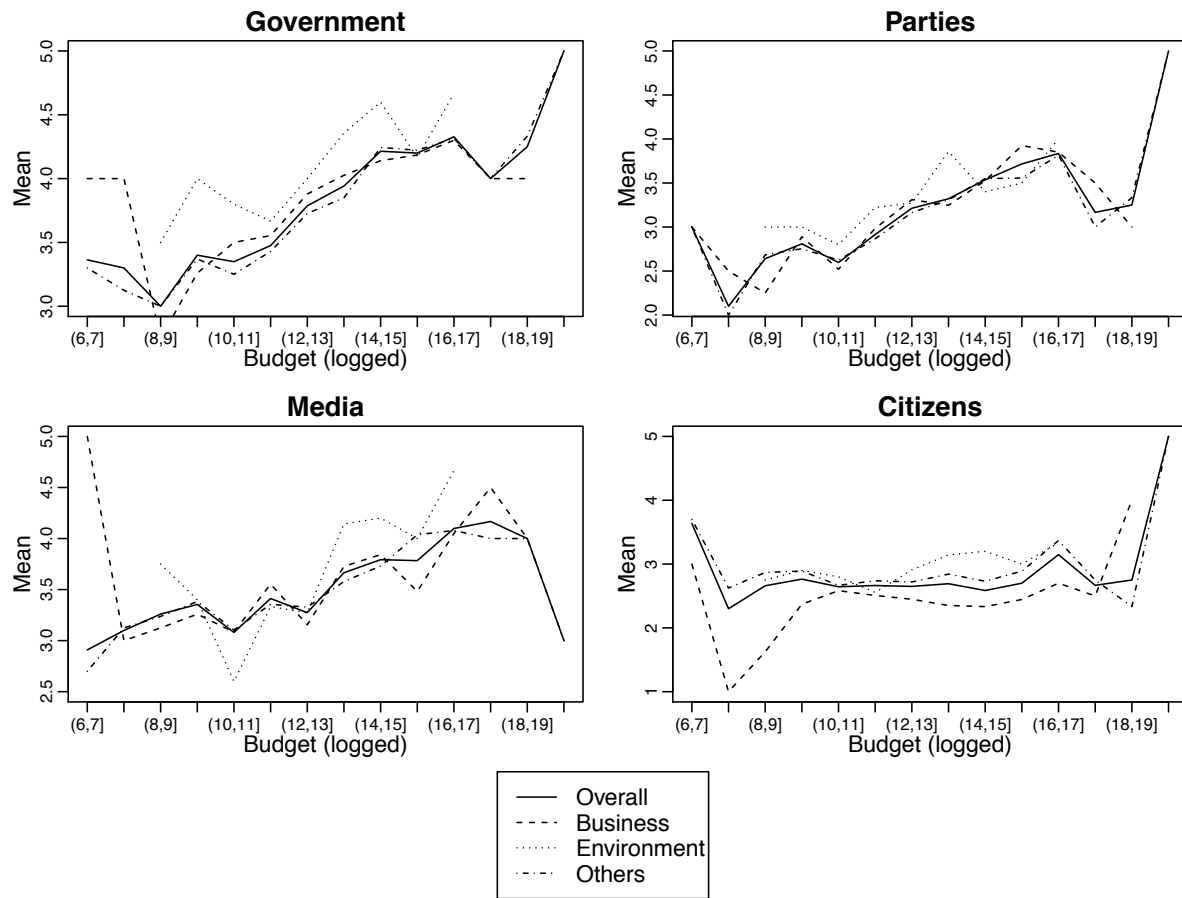 Government
Mean
3.0 3.5 4.0 4.5 5.0
(6,7] (8,9] (10,11] (12,13] (14,15] (16,17] (18,19]
Budget (logged)
Parties
Mean
2.0 2.5 3.0 3.5 4.0 4.5 5.0
(6,7] (8,9] (10,11] (12,13] (14,15] (16,17] (18,19]
Budget (logged)
Media
Mean
2.5 3.0 3.5 4.0 4.5 5.0
(6,7] (8,9] (10,11] (12,13] (14,15] (16,17] (18,19]
Budget (logged)
Citizens
Mean
1 2 3 4 5
(6,7] (8,9] (10,11] (12,13] (14,15] (16,17] (18,19]
Budget (logged)
Overall
Business
Environment
Others